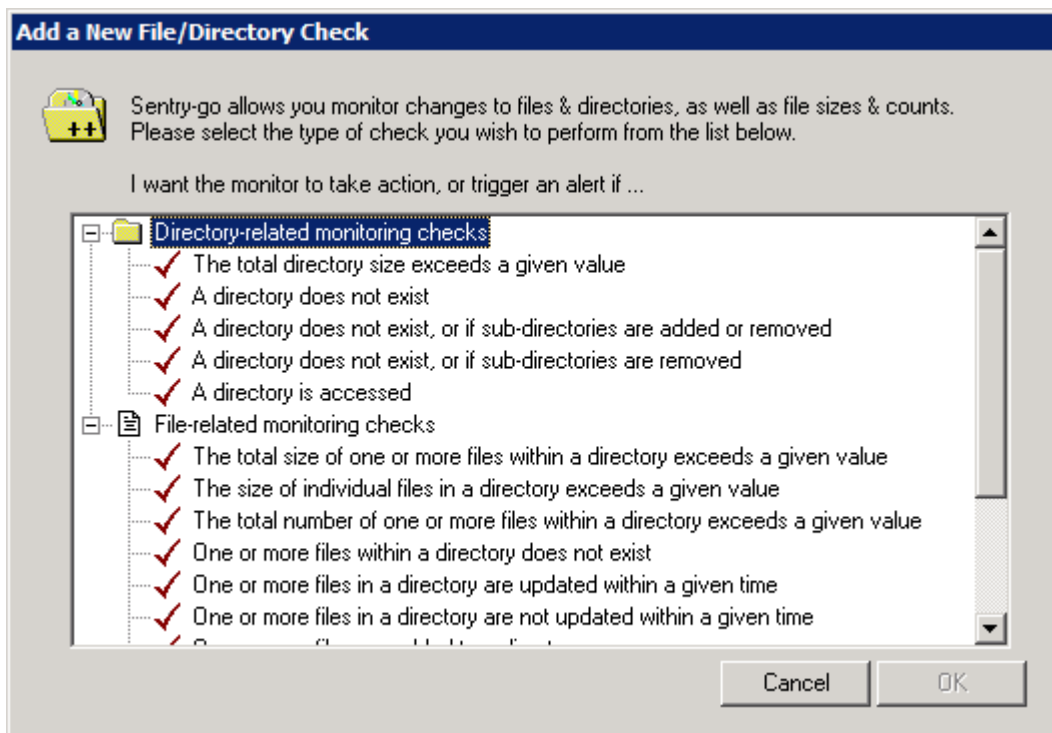 Add a New File/Directory Check
Sentry-go allows you monitor changes to files & directories, as well as file sizes & counts.
Please select the type of check you wish to perform from the list below.
I want the monitor to take action, or trigger an alert if ...
Directory-related monitoring checks
The total directory size exceeds a given value
A directory does not exist
A directory does not exist, or if sub-directories are added or removed
A directory does not exist, or if sub-directories are removed
A directory is accessed
File-related monitoring checks
The total size of one or more files within a directory exceeds a given value
The size of individual files in a directory exceeds a given value
The total number of one or more files within a directory exceeds a given value
One or more files within a directory does not exist
One or more files in a directory are updated within a given time
One or more files in a directory are not updated within a given time
Cancel
OK